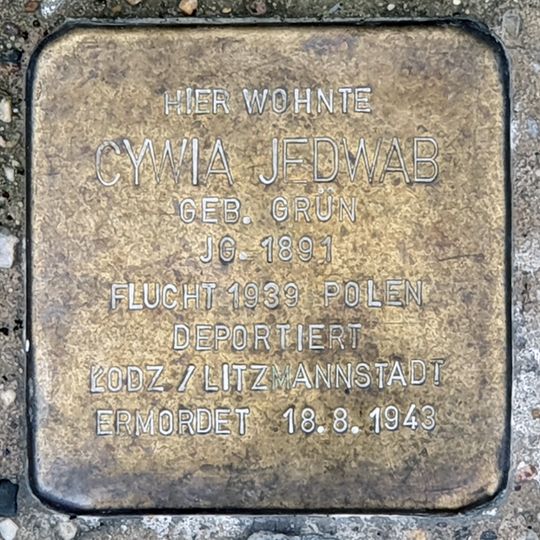 HIER WOHNTE
CYWIA JEDWAB
GEB. GRÜN
JG. 1891
FLUCHT 1939 POLEN
DEPORTIERT
ŁODZ / LITZMANNSTADT
ERMORDET 18.8.1943